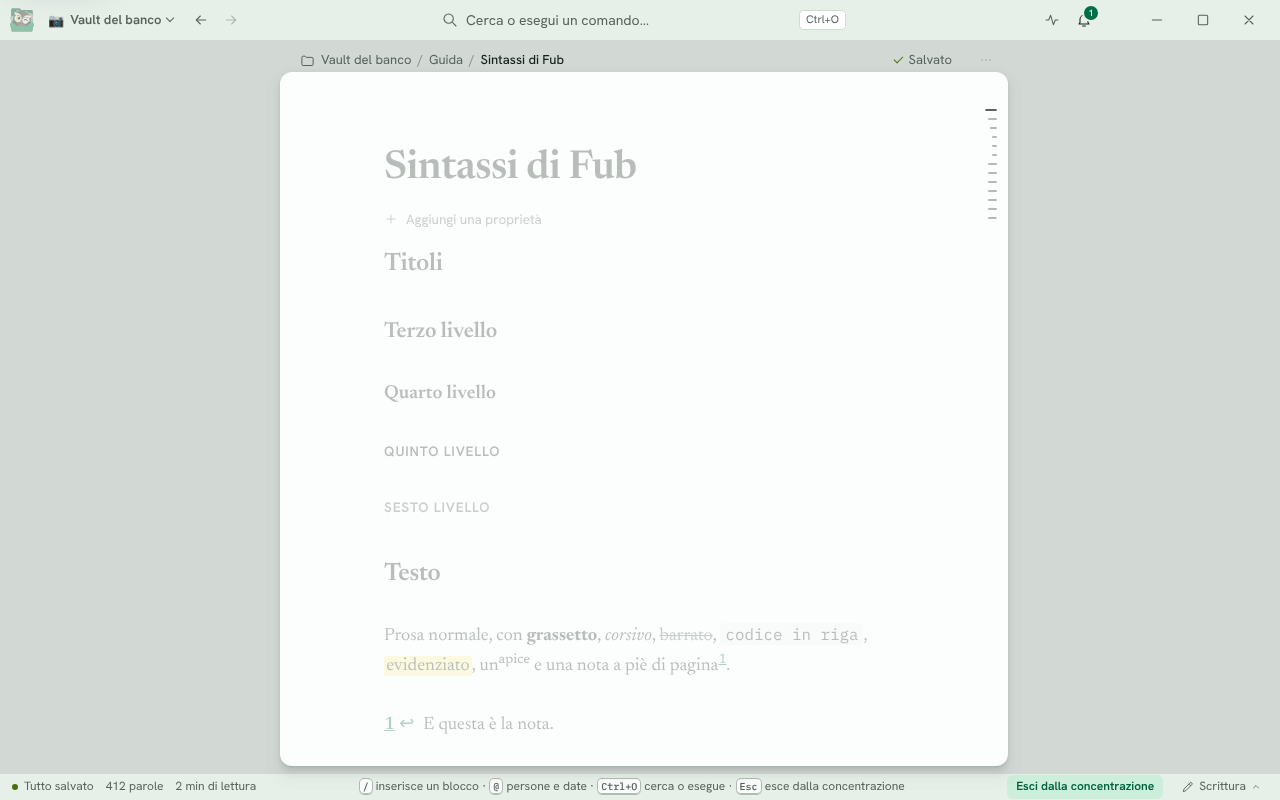 Vault del banco
Cerca o esegui un comando...
Ctrl+O
1
Vault del banco / Guida / Sintassi di Fub
Salvato
Sintassi di Fub
Aggiungi una proprietà
Titoli
Terzo livello
Quarto livello
QUINTO LIVELLO
SESTO LIVELLO
Testo
Prosa normale, con grassetto, corsivo, barrato, codice in riga ,
evidenziato, unapice e una nota a piè di pagina1.
1 ↩ E questa è la nota.
Tutto salvato 412 parole 2 min di lettura
/ inserisce un blocco · @ persone e date · Ctrl+O cerca o esegue · Esc esce dalla concentrazione
Esci dalla concentrazione
Scrittura